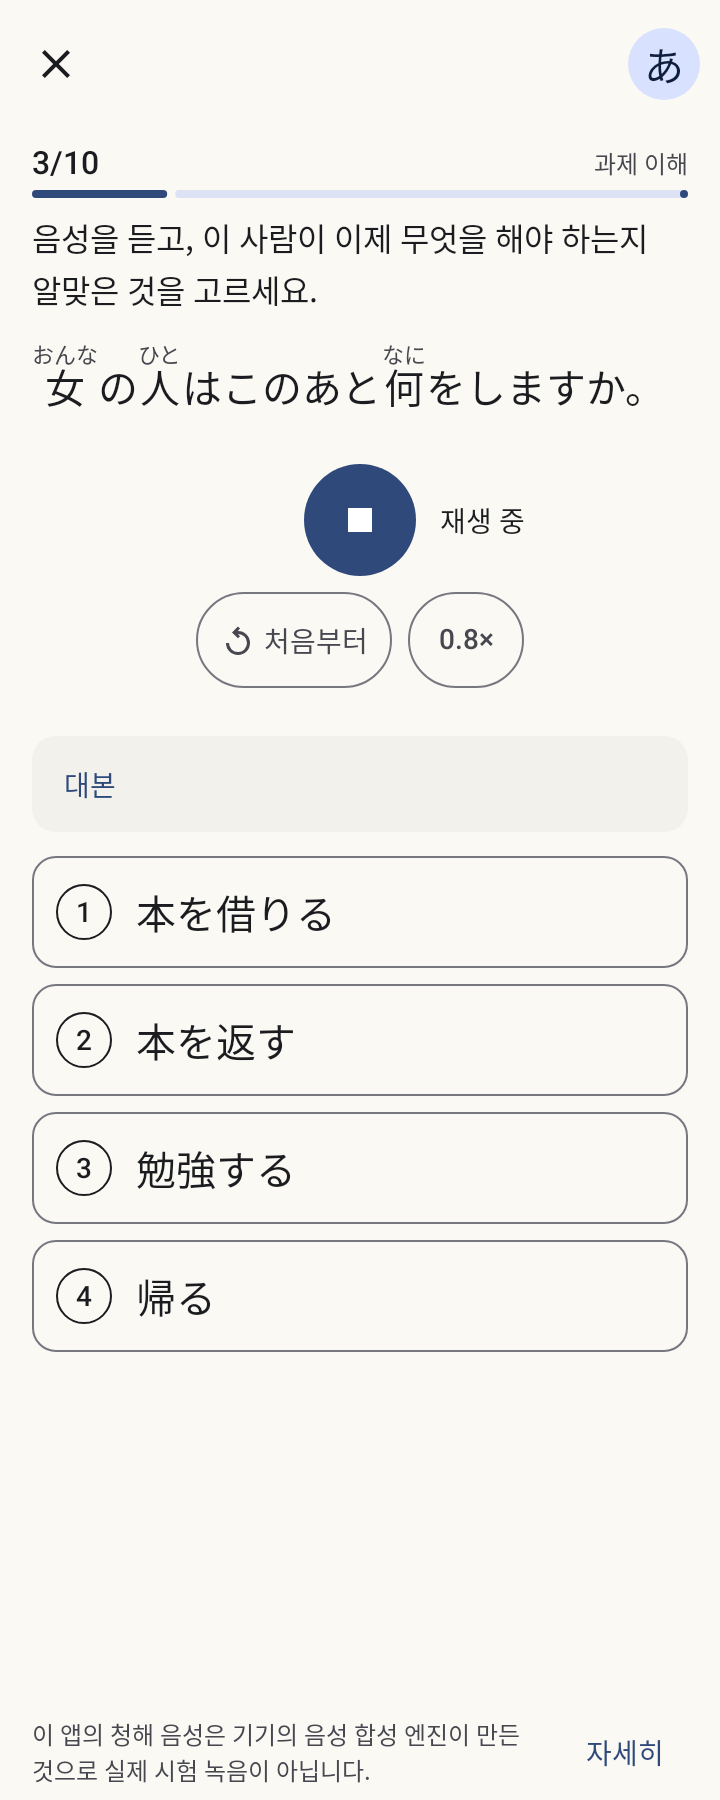 あ
3/10
과제 이해
음성을 듣고, 이 사람이 이제 무엇을 해야 하는지
알맞은 것을 고르세요.
おんな ひと なに
女の人はこのあと何をしますか。
재생 중
처음부터
0.8×
대본
1 本を借りる
2 本を返す
3 勉強する
4 帰る
이 앱의 청해 음성은 기기의 음성 합성 엔진이 만든
것으로 실제 시험 녹음이 아닙니다.
자세히